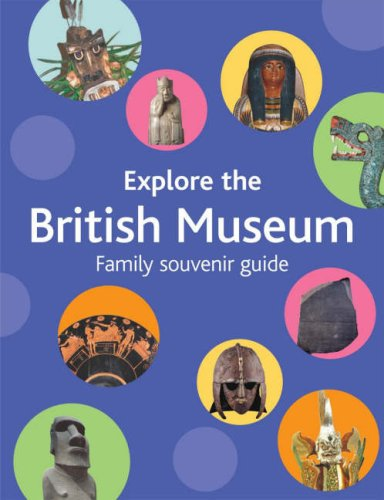 Explore the
British Museum
Family souvenir guide